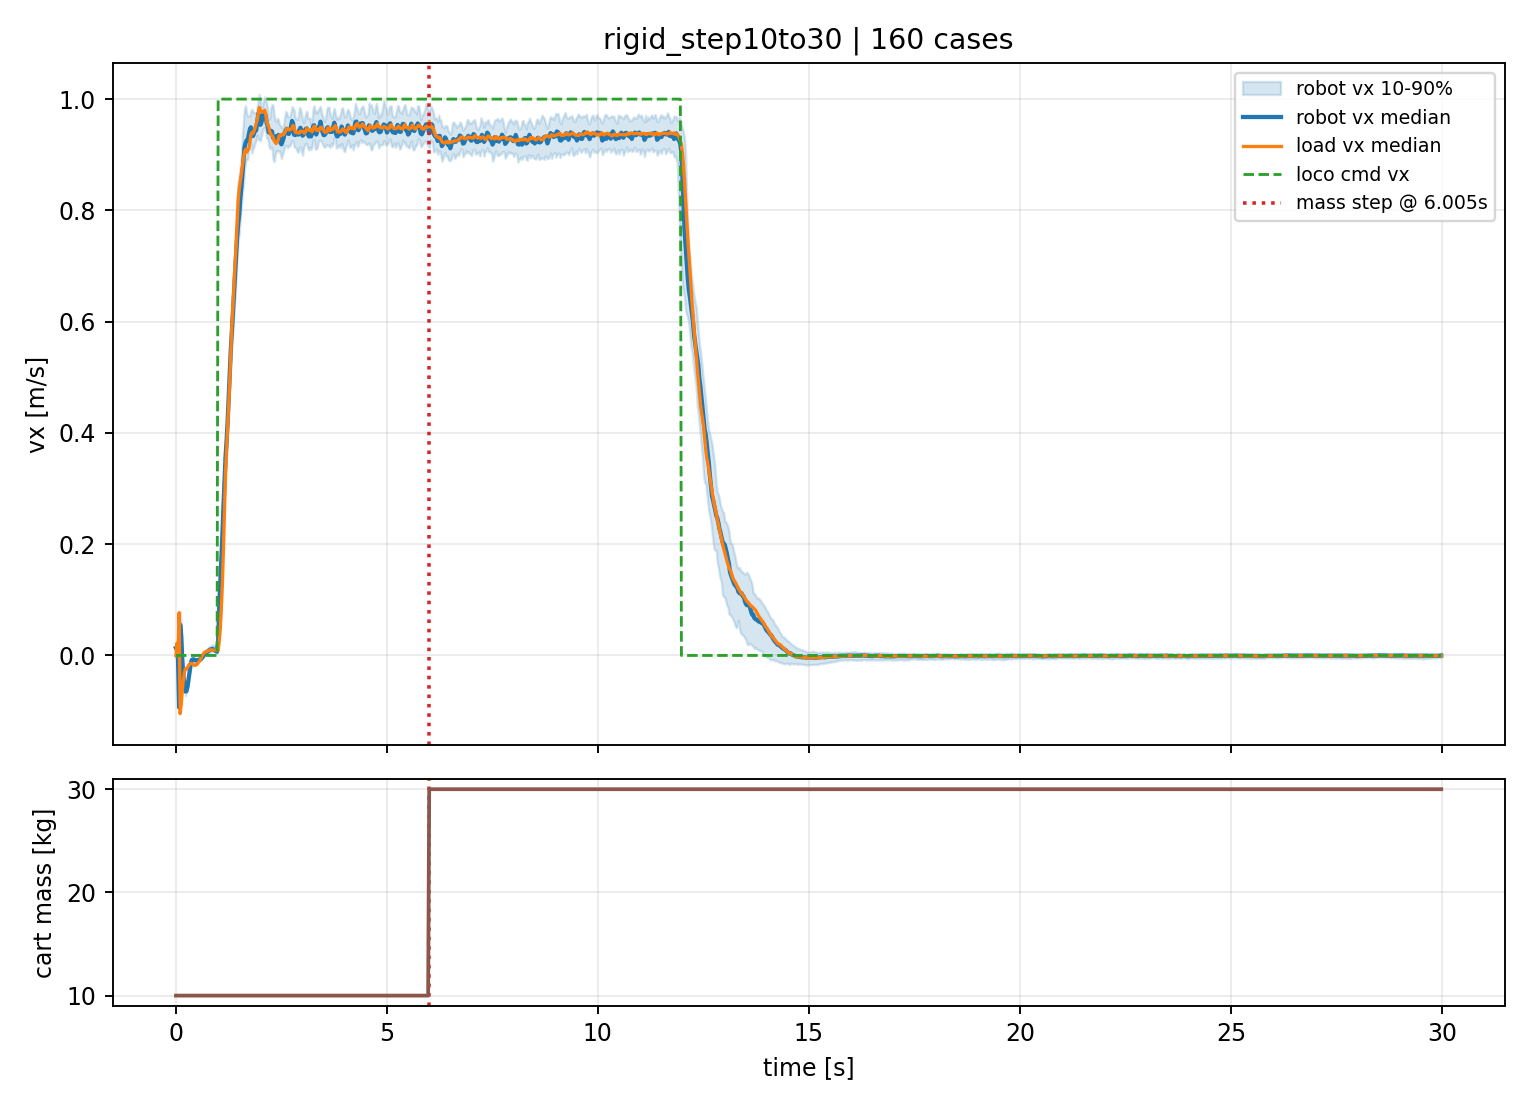 rigid_step10to30 | 160 cases
robot vx 10-90%
robot vx median
load vx median
loco cmd vx
mass step @ 6.005s
vx [m/s]
1.0
0.8
0.6
0.4
0.2
0.0
cart mass [kg]
30
20
10
0
5
10
15
20
25
30
time [s]